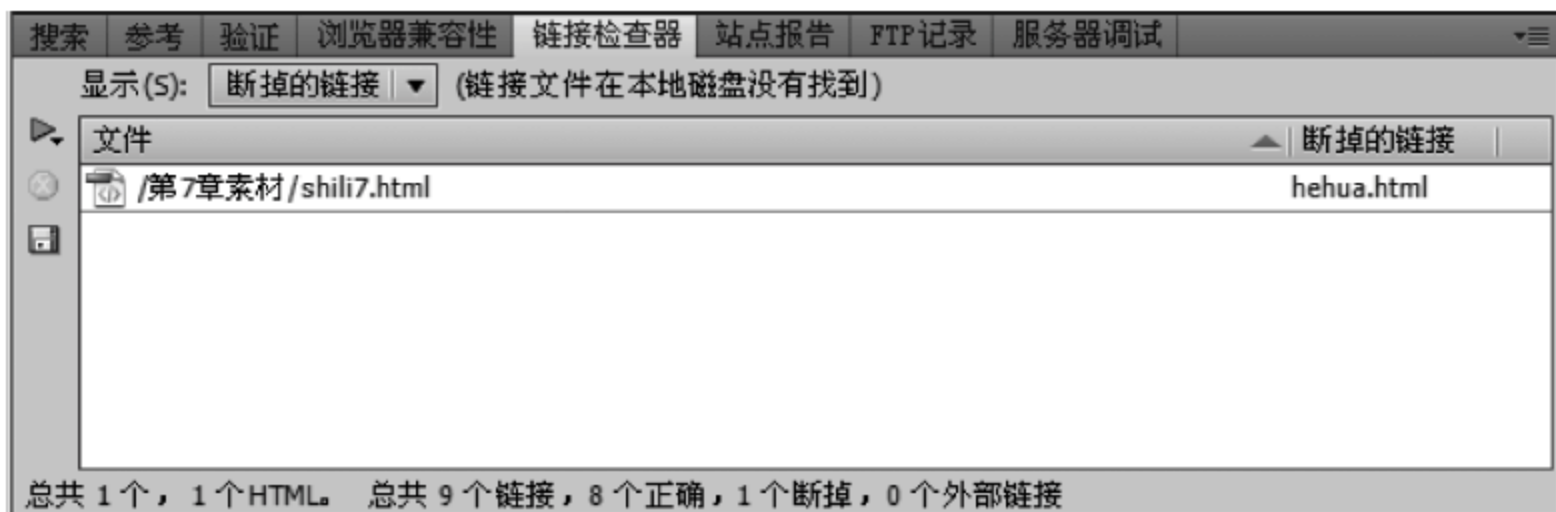 搜索 参考 验证 浏览器兼容性 链接检查器 站点报告 FTP记录 服务器调试
显示(S): 断掉的链接 (链接文件在本地磁盘没有找到)
文件 断掉的链接
/第7章素材/shili7.html hehua.html
总共 1个, 1个HTML。 总共 9 个链接, 8 个正确, 1 个断掉, 0 个外部链接